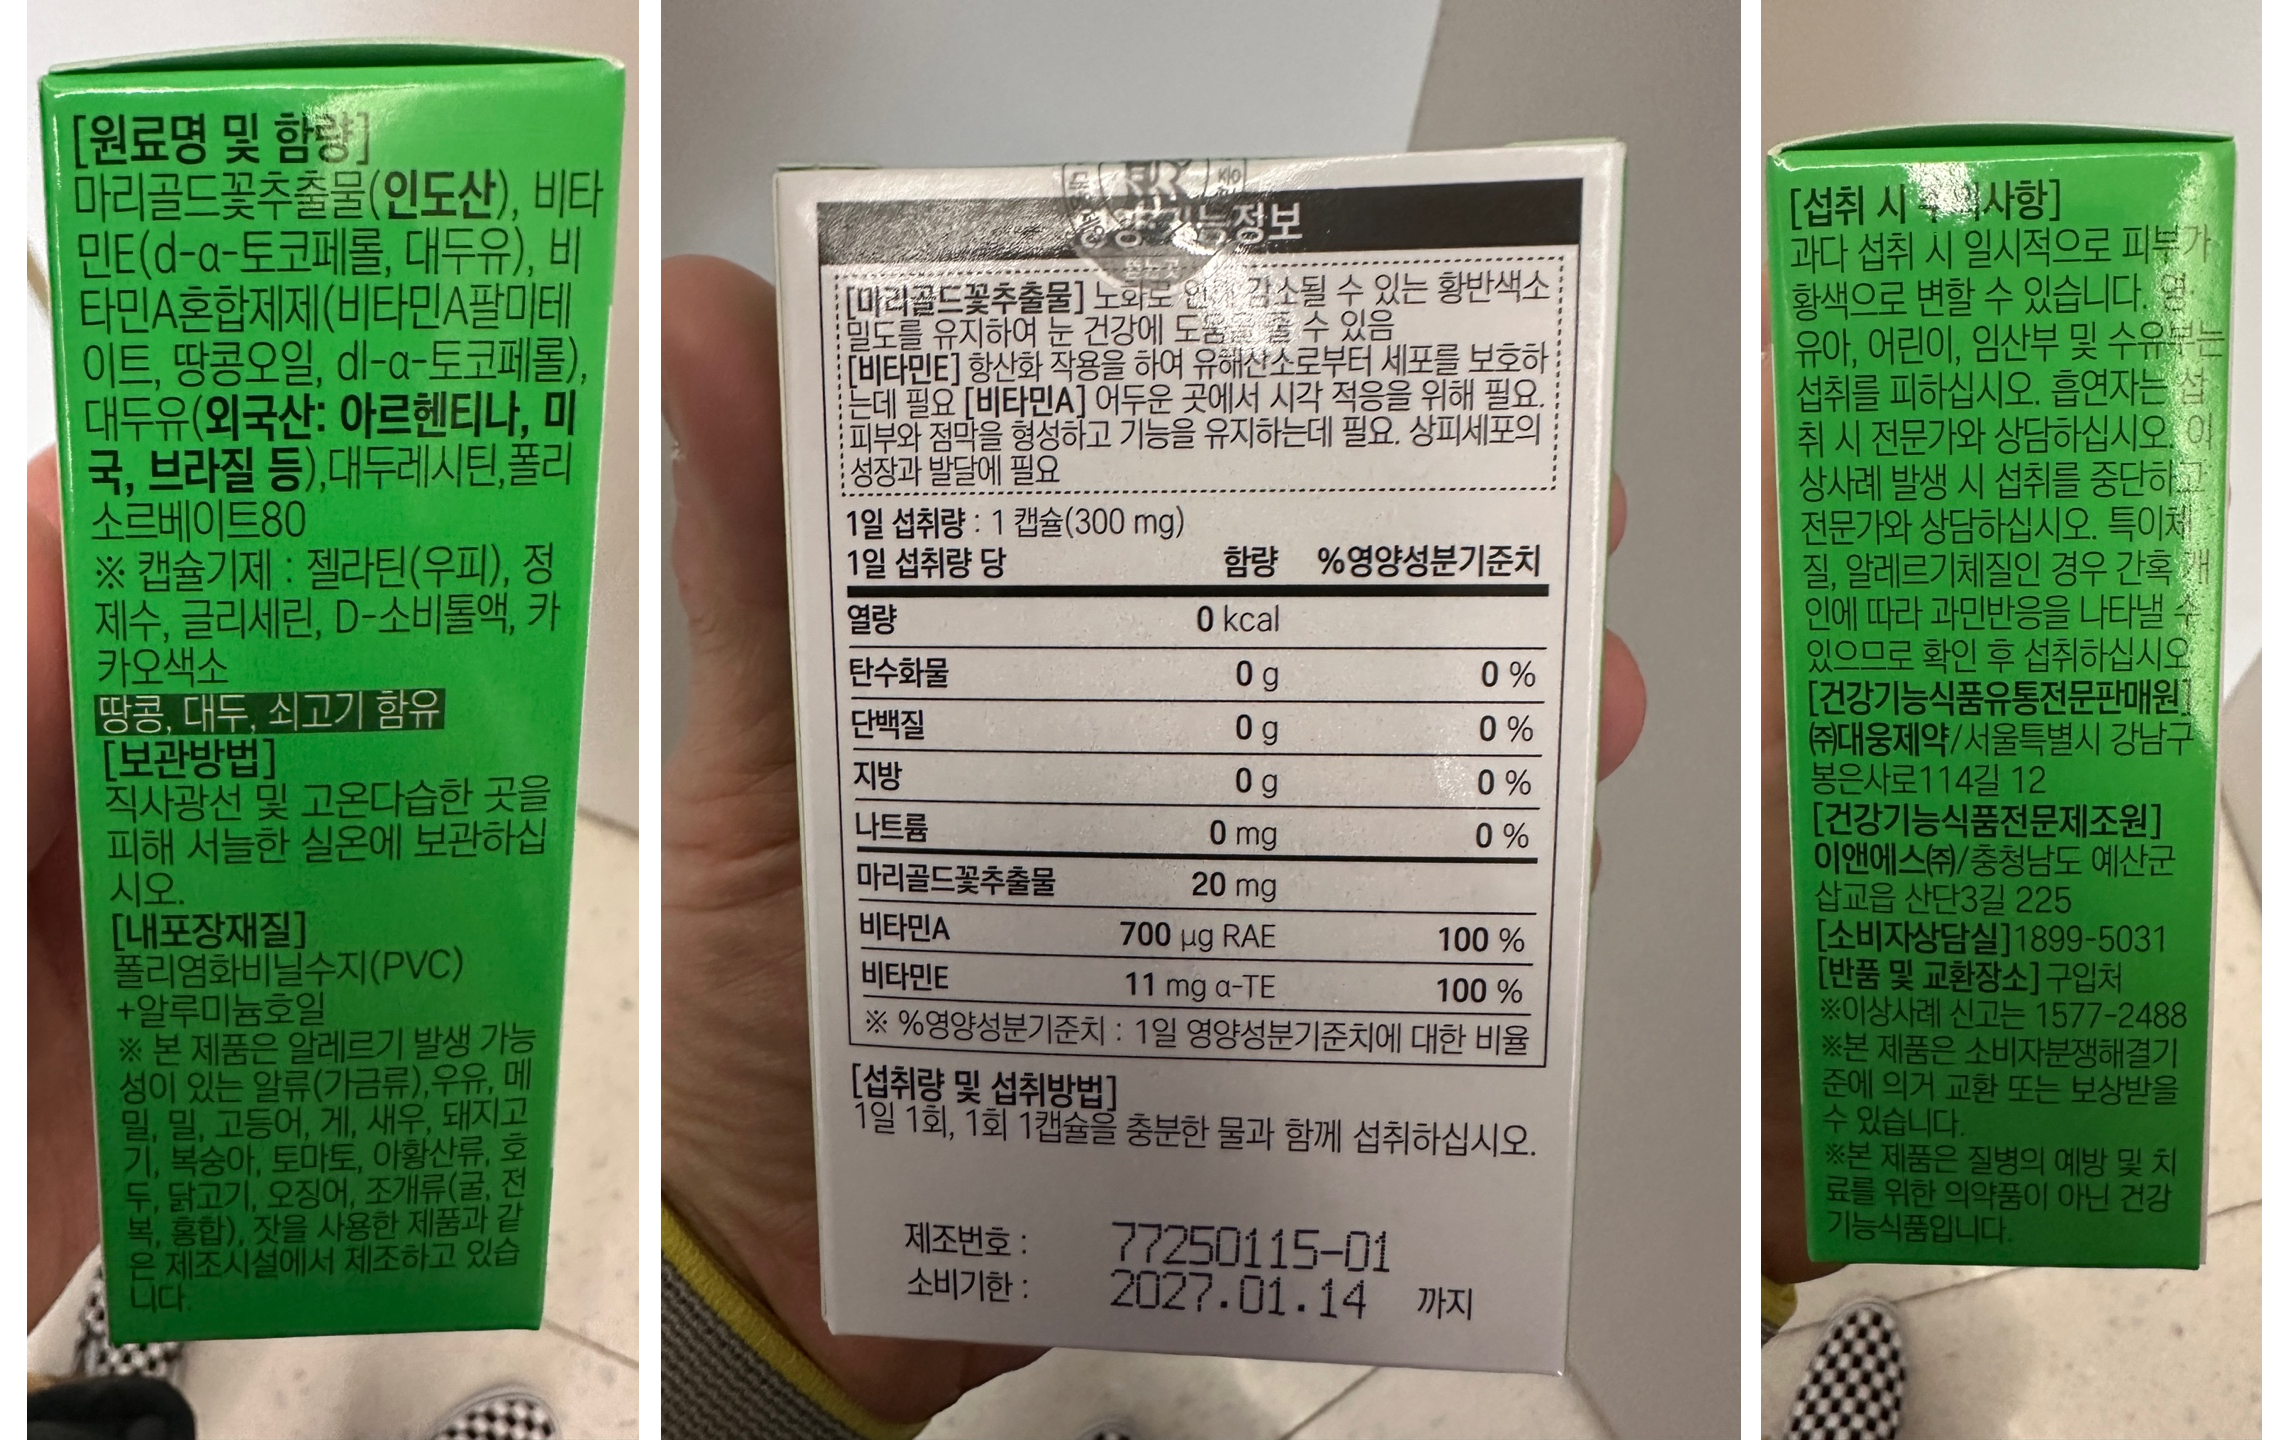 [원료명 및 함량]
마리골드꽃추출물(인도산), 비타
민E(d-α-토코페롤, 대두유), 비
타민A혼합제제(비타민A팔미테
이트, 땅콩오일, dl-α-토코페롤),
대두유(외국산: 아르헨티나, 미
국, 브라질 등),대두레시틴,폴리
소르베이트80
※ 캡슐기제 : 젤라틴(우피), 정
제수, 글리세린, D-소비톨액, 카
카오색소
땅콩, 대두, 쇠고기 함유
[보관방법]
직사광선 및 고온다습한 곳을
피해 서늘한 실온에 보관하십
시오.
[내포장재질]
폴리염화비닐수지(PVC)
+알루미늄호일
※ 본 제품은 알레르기 발생 가능
성이 있는 알류(가금류),우유, 메
밀, 밀, 고등어, 게, 새우, 돼지고
기, 복숭아, 토마토, 아황산류, 호
두, 닭고기, 오징어, 조개류(굴, 전
복, 홍합), 잣을 사용한 제품과 같
은 제조시설에서 제조하고 있습
니다.
영양·기능정보
[마리골드꽃추출물] 노화로 인해 감소될 수 있는 황반색소
밀도를 유지하여 눈 건강에 도움을 줄 수 있음
[비타민E] 항산화 작용을 하여 유해산소로부터 세포를 보호하
는데 필요 [비타민A] 어두운 곳에서 시각 적응을 위해 필요.
피부와 점막을 형성하고 기능을 유지하는데 필요. 상피세포의
성장과 발달에 필요
1일 섭취량 : 1 캡슐(300 mg)
1일 섭취량 당 함량 %영양성분기준치
열량 0 kcal
탄수화물 0 g 0 %
단백질 0 g 0 %
지방 0 g 0 %
나트륨 0 mg 0 %
마리골드꽃추출물 20 mg
비타민A 700 μg RAE 100 %
비타민E 11 mg α-TE 100 %
※ %영양성분기준치 : 1일 영양성분기준치에 대한 비율
[섭취량 및 섭취방법]
1일 1회, 1회 1캡슐을 충분한 물과 함께 섭취하십시오.
제조번호 : 77250115-01
소비기한 : 2027.01.14 까지
[섭취 시 주의사항]
과다 섭취 시 일시적으로 피부가
황색으로 변할 수 있습니다. 영·
유아, 어린이, 임산부 및 수유부는
섭취를 피하십시오. 흡연자는 섭
취 시 전문가와 상담하십시오. 이
상사례 발생 시 섭취를 중단하고
전문가와 상담하십시오. 특이체
질, 알레르기체질인 경우 간혹 개
인에 따라 과민반응을 나타낼 수
있으므로 확인 후 섭취하십시오.
[건강기능식품유통전문판매원]
㈜대웅제약/서울특별시 강남구
봉은사로114길 12
[건강기능식품전문제조원]
이앤에스㈜/충청남도 예산군
삽교읍 산단3길 225
[소비자상담실]1899-5031
[반품 및 교환장소] 구입처
※이상사례 신고는 1577-2488
※본 제품은 소비자분쟁해결기
준에 의거 교환 또는 보상받을
수 있습니다.
※본 제품은 질병의 예방 및 치
료를 위한 의약품이 아닌 건강
기능식품입니다.